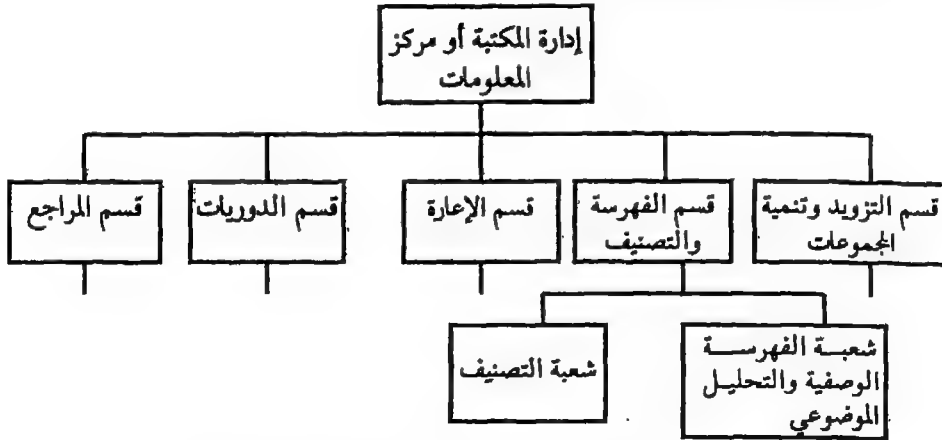 إدارة المكتبة أو مركز
المعلومات
قسم التزويد وتنمية
المجموعات
قسم الفهرسة
والتصنيف
قسم الإعارة
قسم الدوريات
قسم المراجع
شعبة الفهرســة
الوصفية والتحليل
الموضوعي
شعبة التصنيف